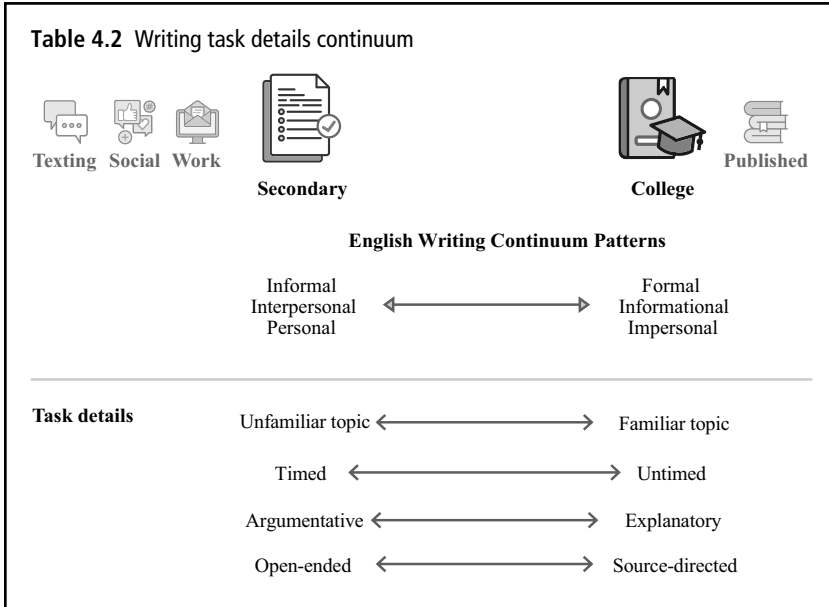 Table 4.2 Writing task details continuum
#
Texting Social Work Published
Secondary College
English Writing Continuum Patterns
Informal Formal
Interpersonal Informational
Personal Impersonal
Task details Unfamiliar topic Familiar topic
Timed Untimed
Argumentative Explanatory
Open-ended Source-directed